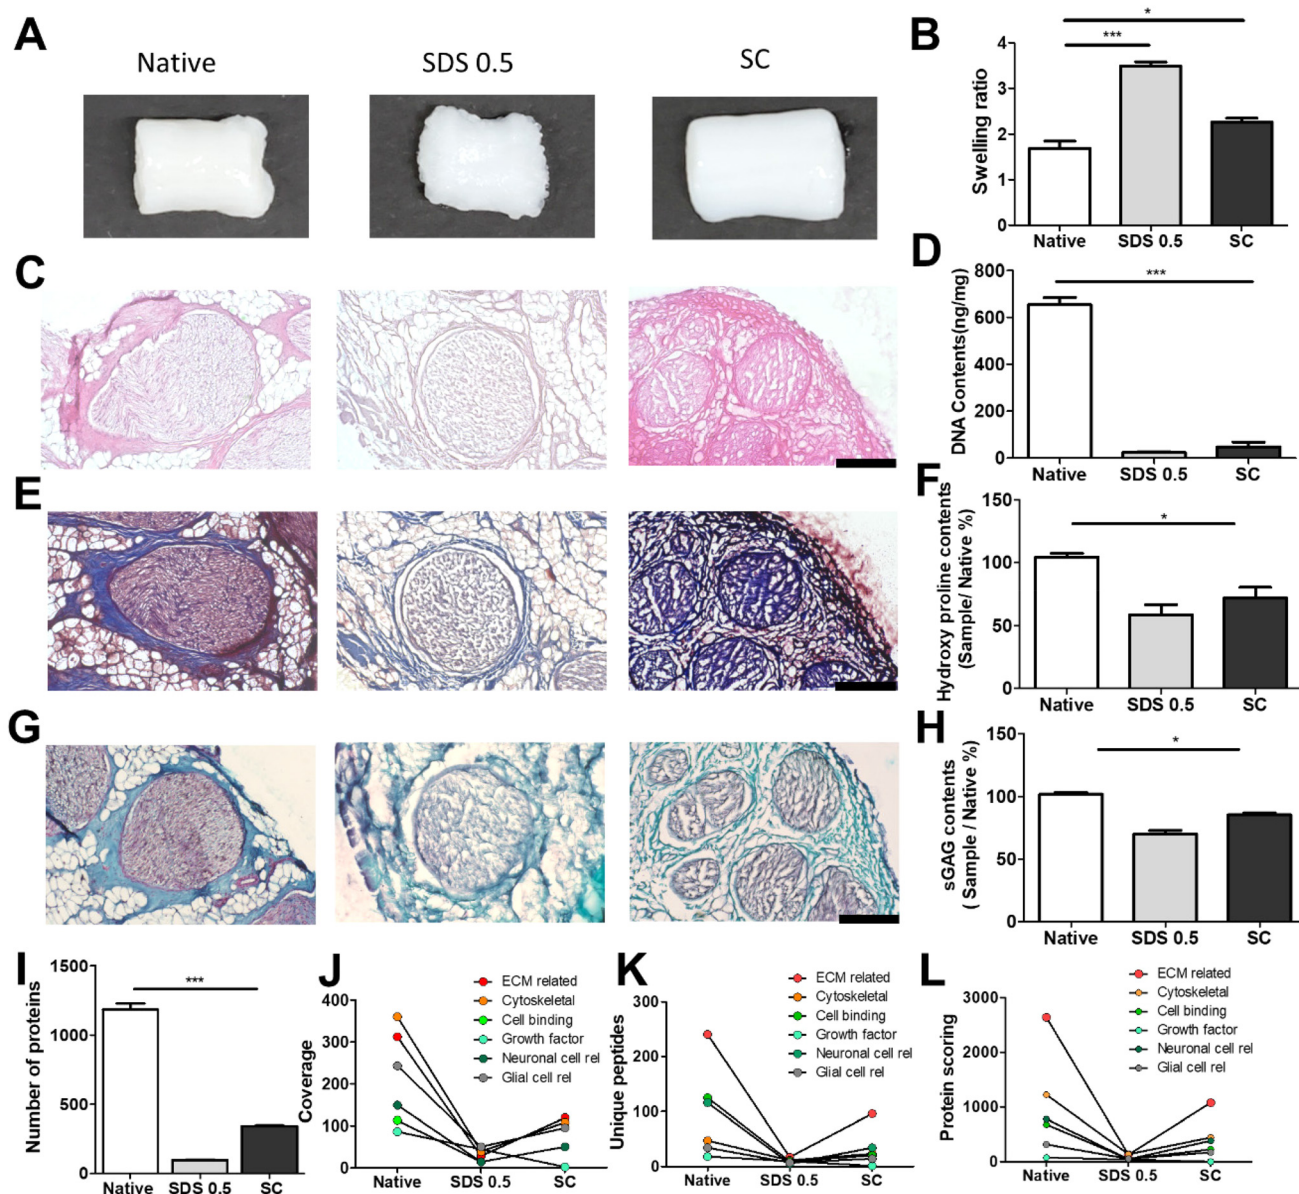 A
Native
SDS 0.5
SC
B
Swelling ratio
4
3
2
1
0
***
*
Native
SDS 0.5
SC
C
D
DNA Contents(ng/mg)
800
600
400
200
0
***
Native
SDS 0.5
SC
E
F
Hydroxy proline contents
(Sample/ Native %)
150
100
50
0
*
Native
SDS 0.5
SC
G
H
sGAG contents
( Sample / Native %)
150
100
50
0
*
Native
SDS 0.5
SC
I
Number of proteins
1500
1000
500
0
***
Native
SDS 0.5
SC
J
Coverage
400
300
200
100
0
ECM related
Cytoskeletal
Cell binding
Growth factor
Neuronal cell rel
Glial cell rel
Native
SDS 0.5
SC
K
Unique peptides
300
200
100
0
ECM related
Cytoskeletal
Cell binding
Growth factor
Neuronal cell rel
Glial cell rel
Native
SDS 0.5
SC
L
Protein scoring
3000
2000
1000
0
ECM related
Cytoskeletal
Cell binding
Growth factor
Neuronal cell rel
Glial cell rel
Native
SDS 0.5
SC